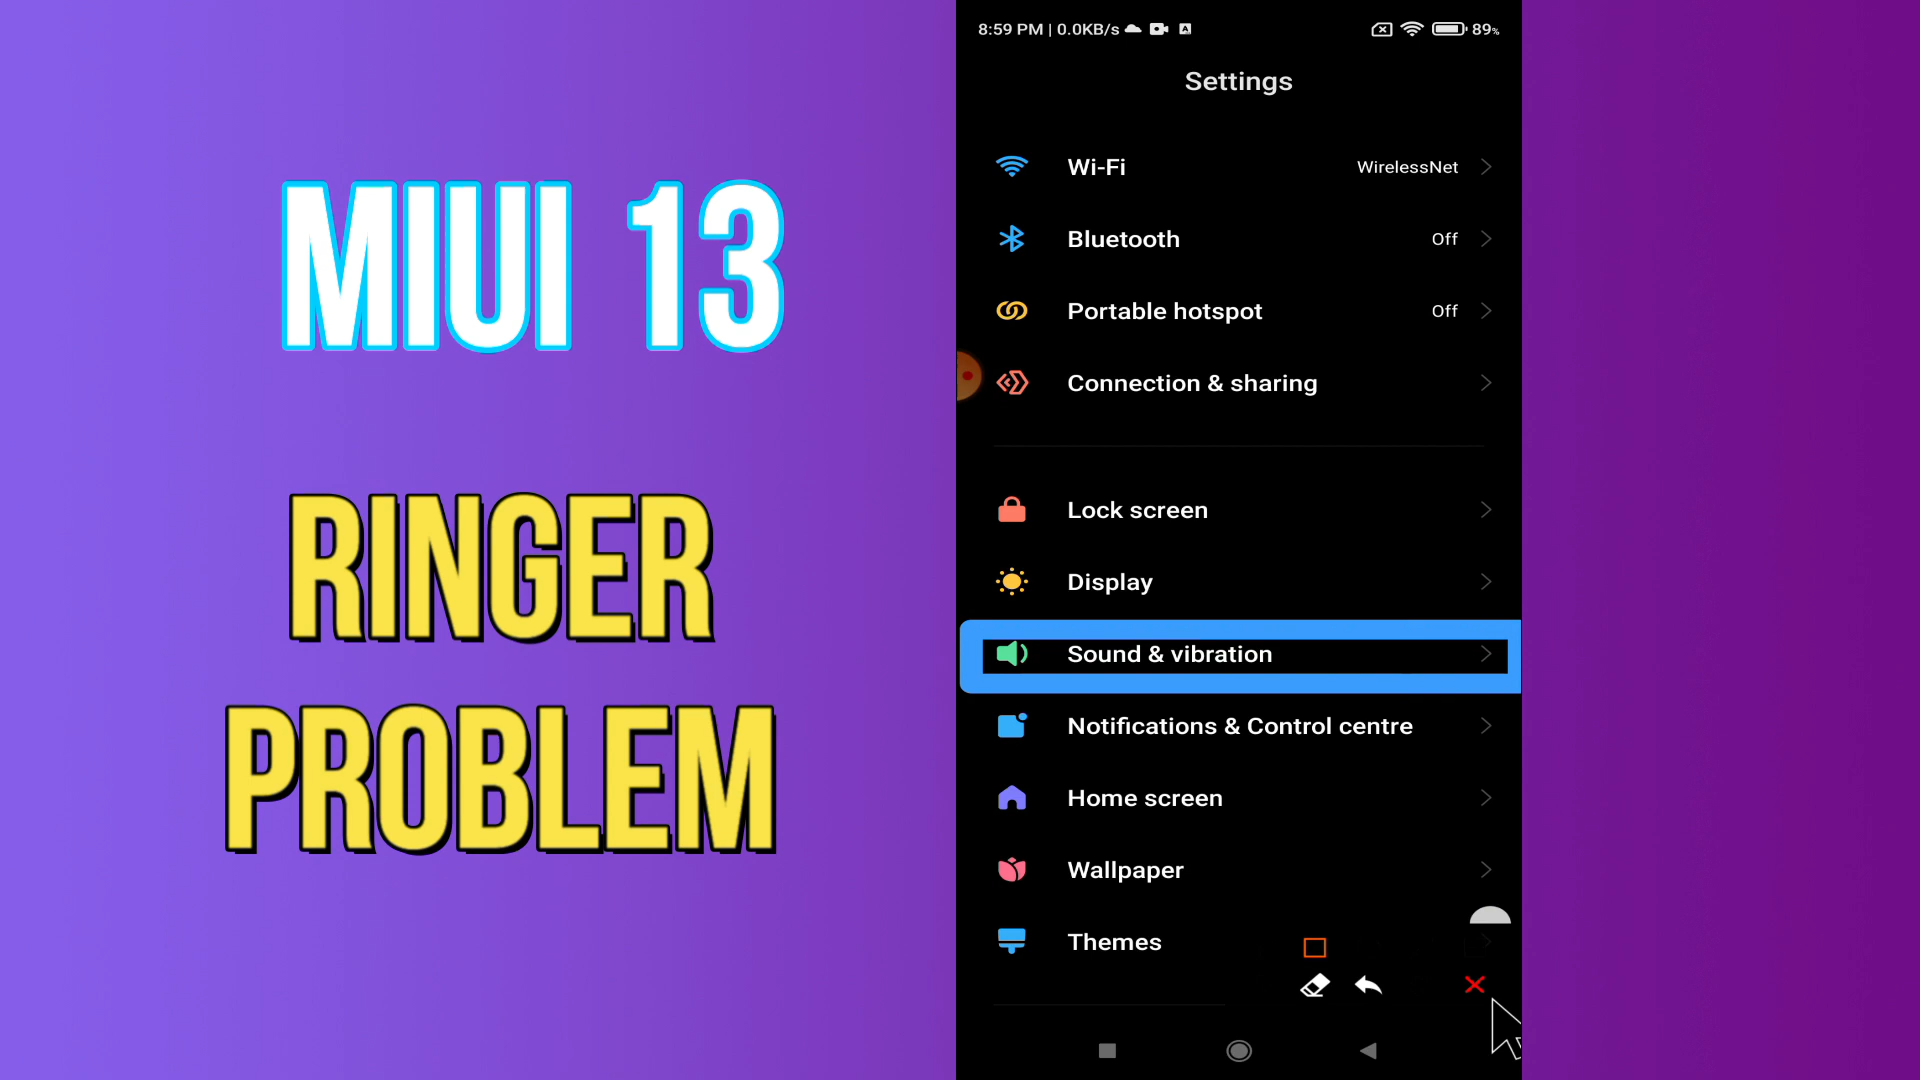 MIUI 13
RINGER
PROBLEM
8:59 PM | 0.0KB/s
89%
Settings
Wi-Fi WirelessNet
Bluetooth Off
Portable hotspot Off
Connection & sharing
Lock screen
Display
Sound & vibration
Notifications & Control centre
Home screen
Wallpaper
Themes